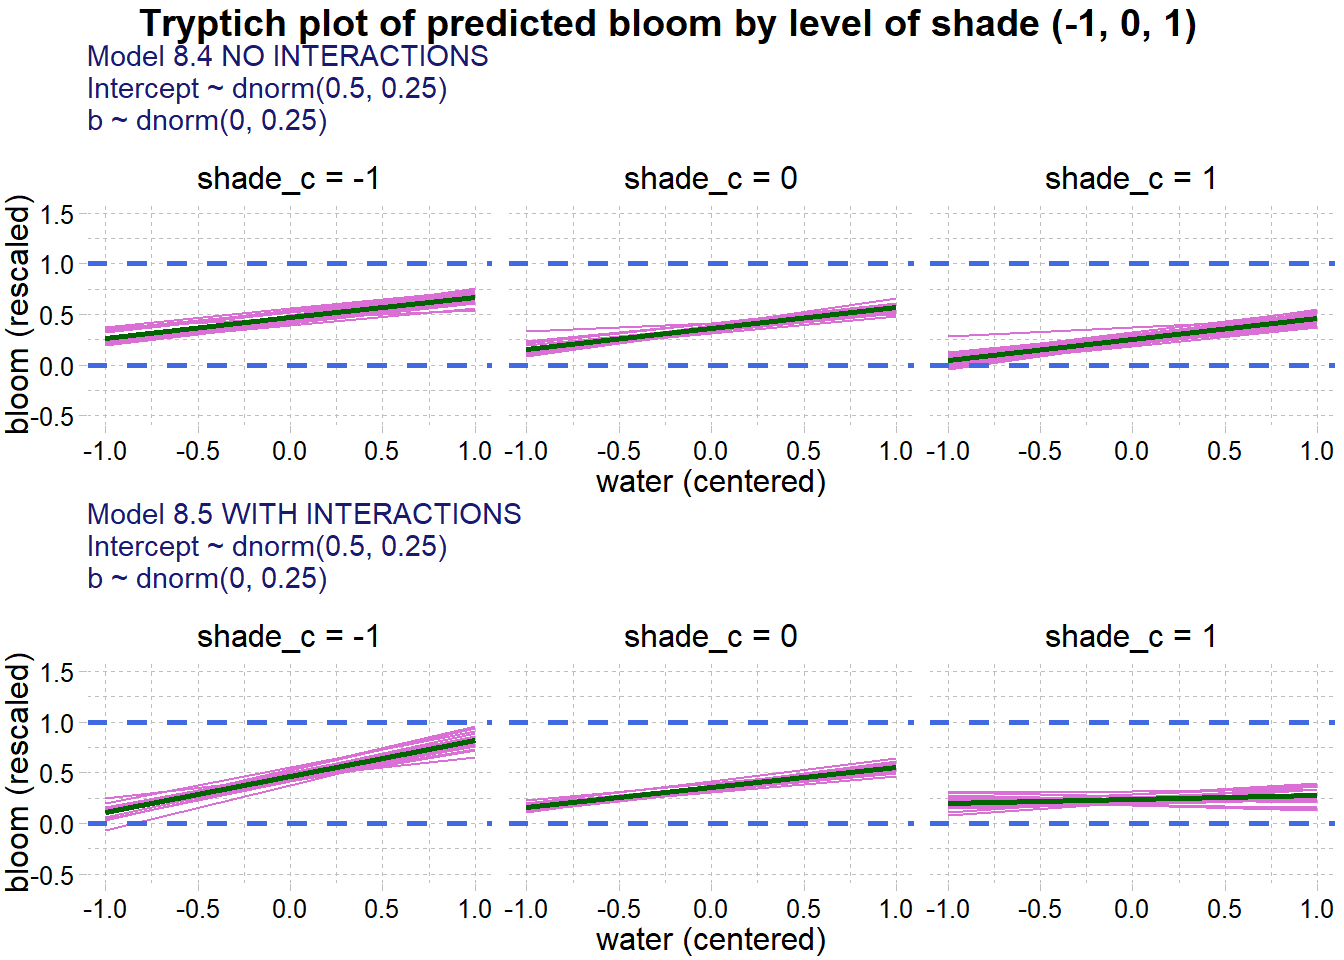 Tryptich plot of predicted bloom by level of shade (-1, 0, 1)
Model 8.4 NO INTERACTIONS
Intercept ~ dnorm(0.5, 0.25)
b ~ dnorm(0, 0.25)
shade_c = -1 shade_c = 0 shade_c = 1
bloom (rescaled)
1.5
1.0
0.5
0.0
-0.5
-1.0 -0.5 0.0 0.5 1.0 -1.0 -0.5 0.0 0.5 1.0 -1.0 -0.5 0.0 0.5 1.0
water (centered)
Model 8.5 WITH INTERACTIONS
Intercept ~ dnorm(0.5, 0.25)
b ~ dnorm(0, 0.25)
shade_c = -1 shade_c = 0 shade_c = 1
bloom (rescaled)
1.5
1.0
0.5
0.0
-0.5
-1.0 -0.5 0.0 0.5 1.0 -1.0 -0.5 0.0 0.5 1.0 -1.0 -0.5 0.0 0.5 1.0
water (centered)